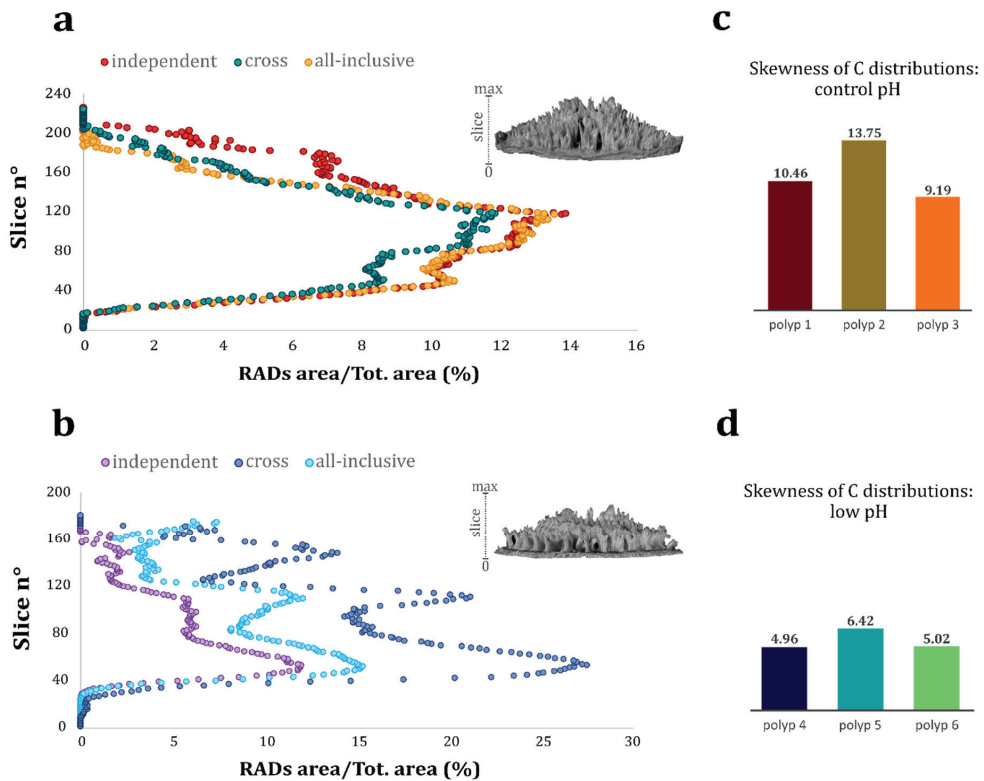 a
independent cross all-inclusive
240
200
160
120
80
40
0
Slice n°
0 2 4 6 8 10 12 14 16
RADs area/Tot. area (%)
max
slice
0
b
independent cross all-inclusive
200
160
120
80
40
0
Slice n°
0 5 10 15 20 25 30
RADs area/Tot. area (%)
max
slice
0
c
Skewness of C distributions:
control pH
10.46 13.75 9.19
polyp 1 polyp 2 polyp 3
d
Skewness of C distributions:
low pH
4.96 6.42 5.02
polyp 4 polyp 5 polyp 6